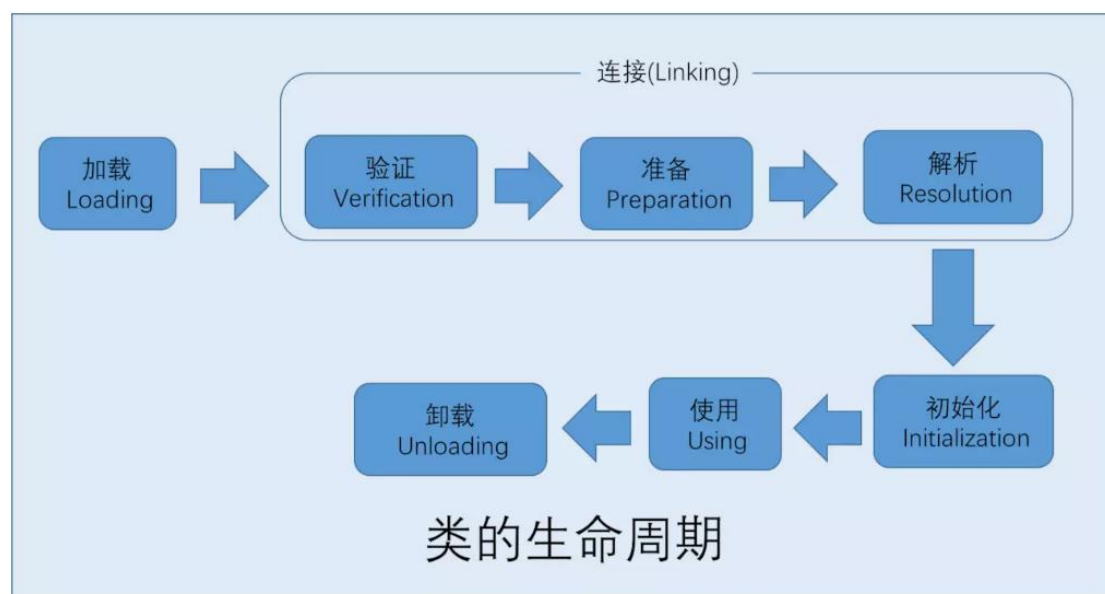 连接(Linking)
加载
Loading
验证
Verification
准备
Preparation
解析
Resolution
卸载
Unloading
使用
Using
初始化
Initialization
类的生命周期